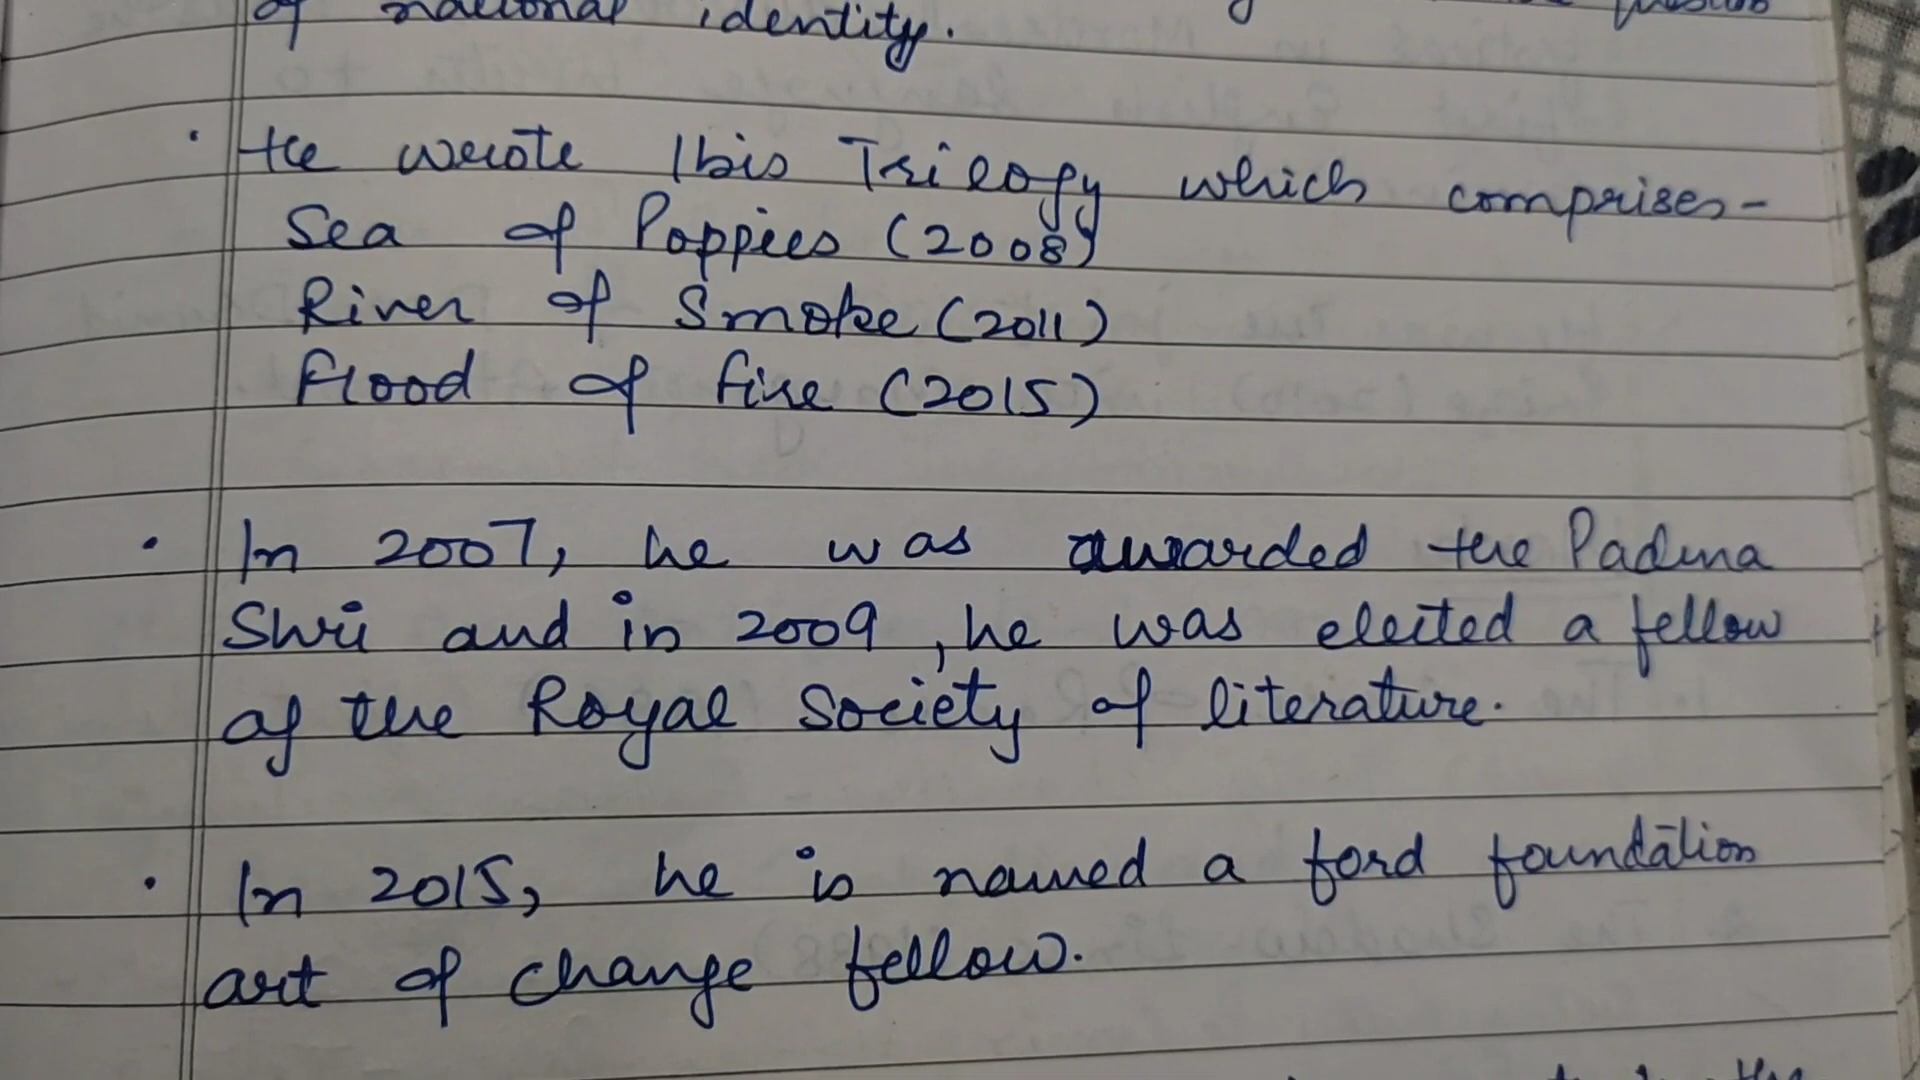 of national identity.
• He wrote Ibis Trilogy which comprises-
Sea of Poppies (2008)
River of Smoke (2011)
Flood of fire (2015)
• In 2007, he was awarded the Padma
Shri and in 2009, he was elected a fellow
of the Royal Society of literature.
• In 2015, he is named a ford foundation
art of change fellow.